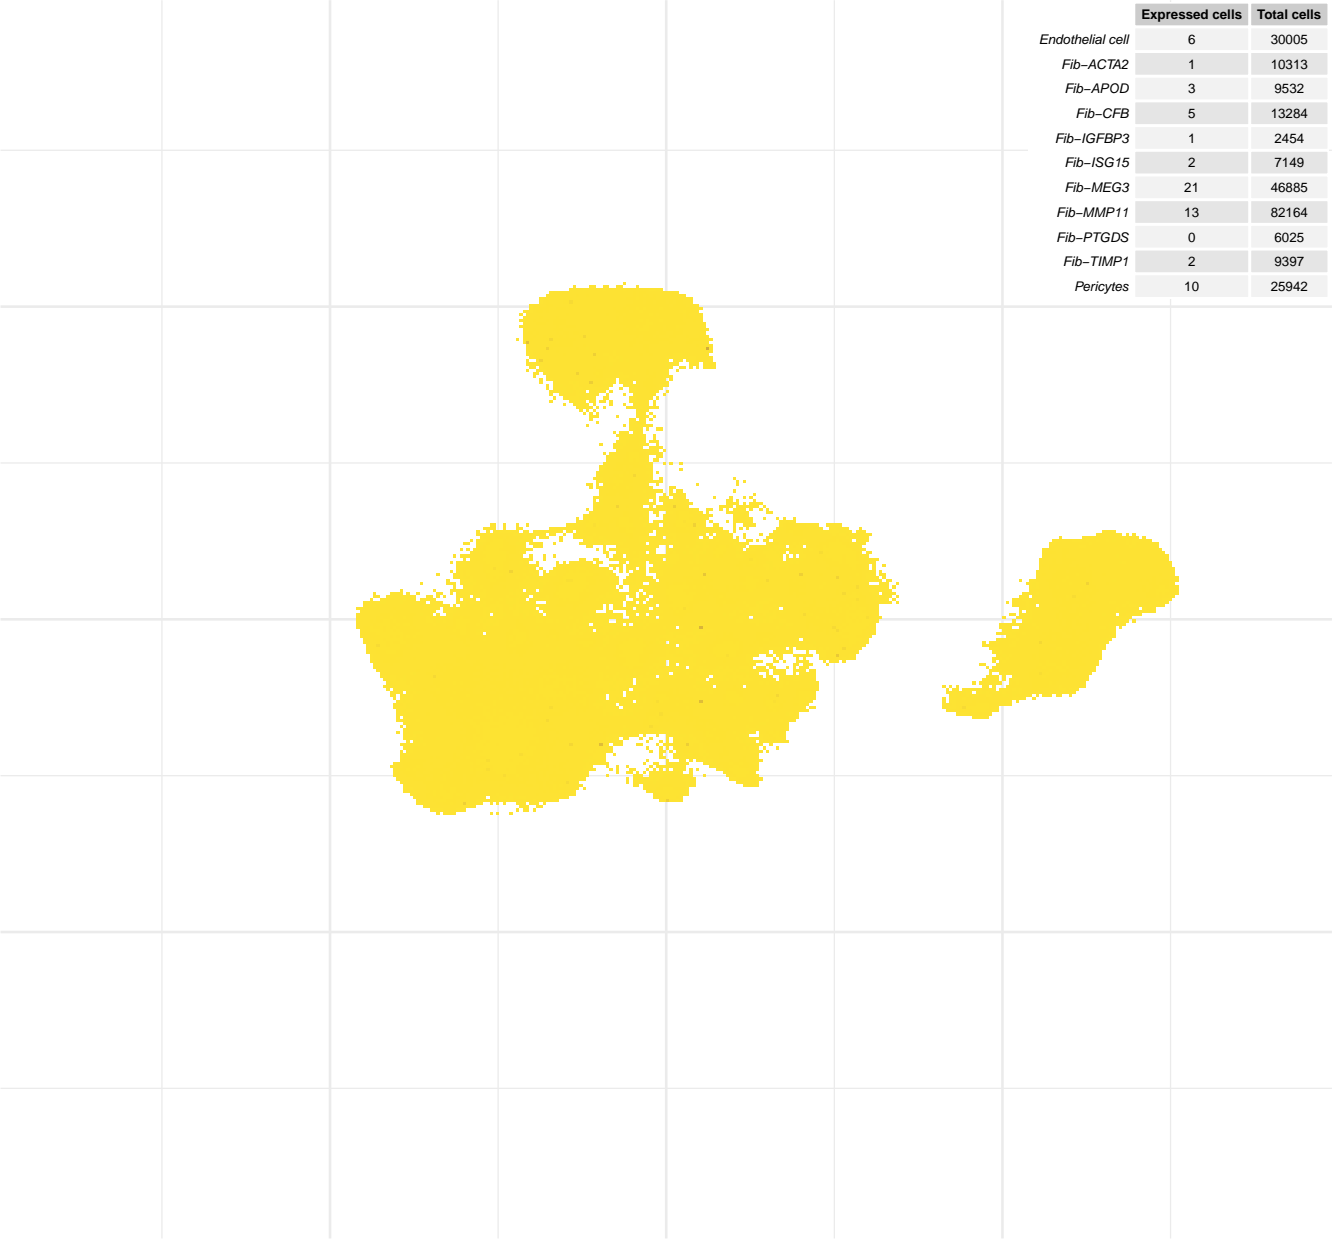 Expressed cells Total cells
Endothelial cell 6 30005
Fib−ACTA2 1 10313
Fib−APOD 3 9532
Fib−CFB 5 13284
Fib−IGFBP3 1 2454
Fib−ISG15 2 7149
Fib−MEG3 21 46885
Fib−MMP11 13 82164
Fib−PTGDS 0 6025
Fib−TIMP1 2 9397
Pericytes 10 25942